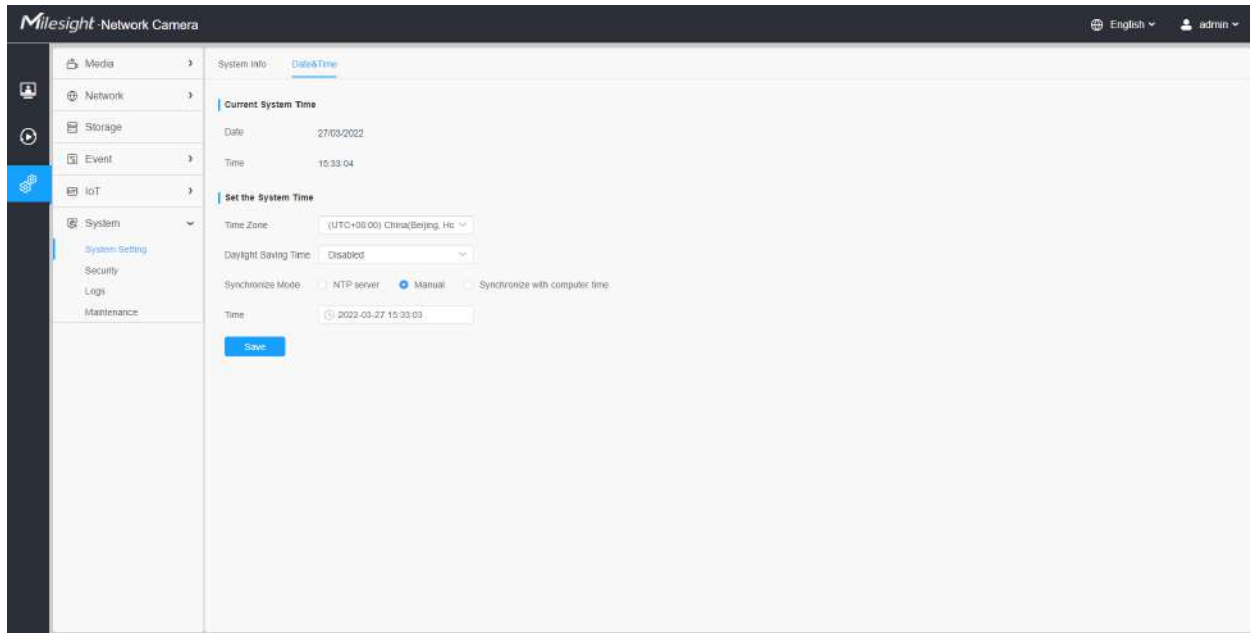 Milesight Network Camera
English
admin
Media
Network
Storage
Event
IoT
System
System Setting
Security
Logs
Maintenance
System Info
Date&Time
Current System Time
Date 27/03/2022
Time 15:33:04
Set the System Time
Time Zone (UTC+08:00) China(Beijing, Ho
Daylight Saving Time Disabled
Synchronize Mode NTP server Manual Synchronize with computer time
Time 2022-03-27 15:33:03
Save